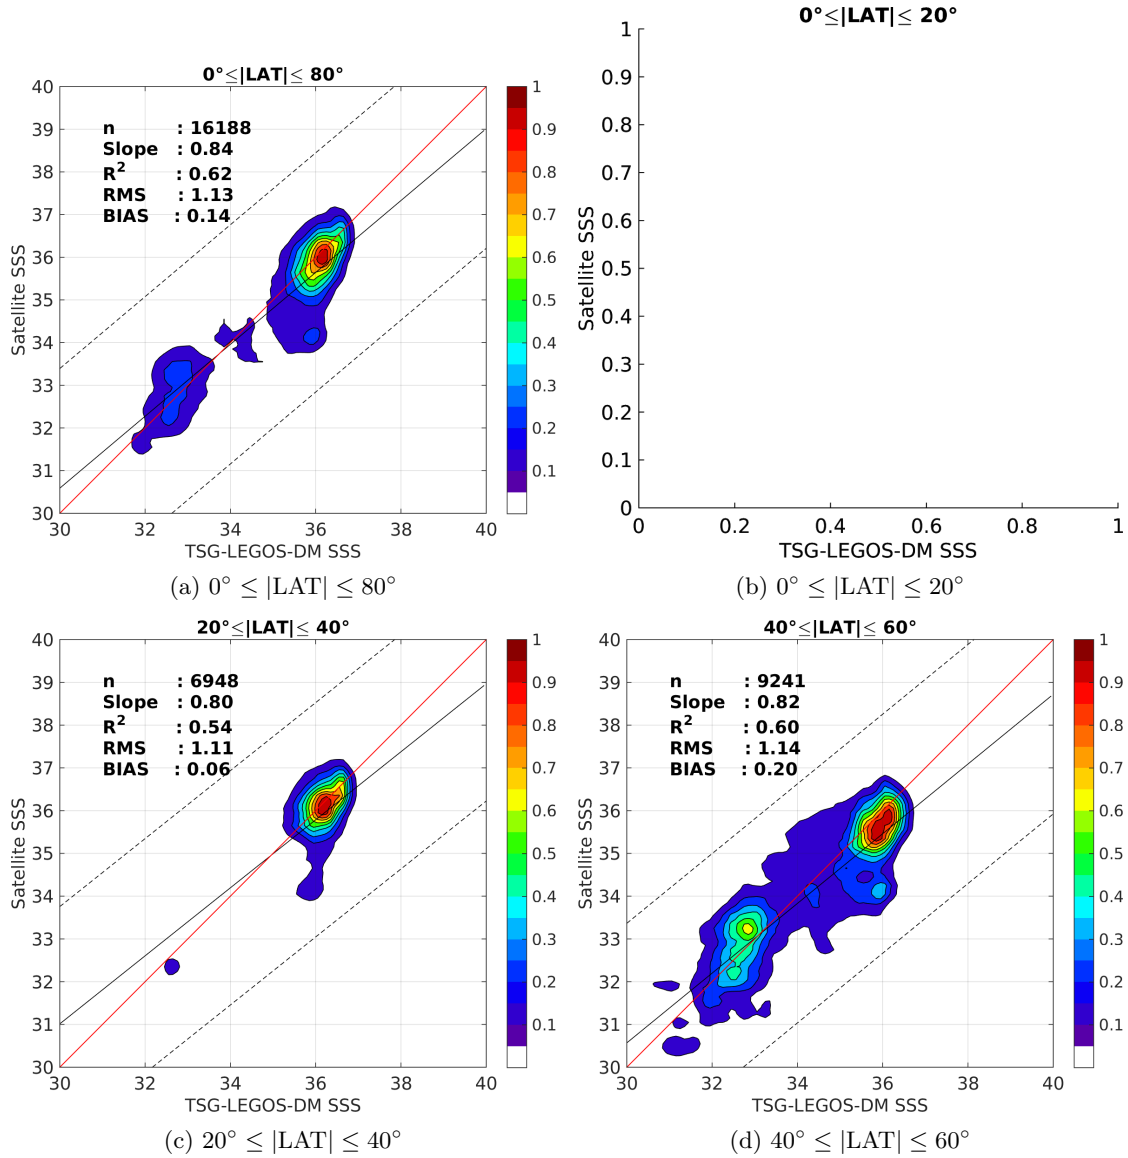 0°≤|LAT|≤ 80°
n : 16188
Slope : 0.84
R² : 0.62
RMS : 1.13
BIAS : 0.14
40
39
38
37
36
35
34
33
32
31
30
30 32 34 36 38 40
1
0.9
0.8
0.7
0.6
0.5
0.4
0.3
0.2
0.1
Satellite SSS
TSG-LEGOS-DM SSS
(a) 0° ≤ |LAT| ≤ 80°
0°≤|LAT|≤ 20°
1
0.9
0.8
0.7
0.6
0.5
0.4
0.3
0.2
0.1
0
0 0.2 0.4 0.6 0.8 1
Satellite SSS
TSG-LEGOS-DM SSS
(b) 0° ≤ |LAT| ≤ 20°
20°≤|LAT|≤ 40°
n : 6948
Slope : 0.80
R² : 0.54
RMS : 1.11
BIAS : 0.06
40
39
38
37
36
35
34
33
32
31
30
30 32 34 36 38 40
1
0.9
0.8
0.7
0.6
0.5
0.4
0.3
0.2
0.1
Satellite SSS
TSG-LEGOS-DM SSS
(c) 20° ≤ |LAT| ≤ 40°
40°≤|LAT|≤ 60°
n : 9241
Slope : 0.82
R² : 0.60
RMS : 1.14
BIAS : 0.20
40
39
38
37
36
35
34
33
32
31
30
30 32 34 36 38 40
1
0.9
0.8
0.7
0.6
0.5
0.4
0.3
0.2
0.1
Satellite SSS
TSG-LEGOS-DM SSS
(d) 40° ≤ |LAT| ≤ 60°